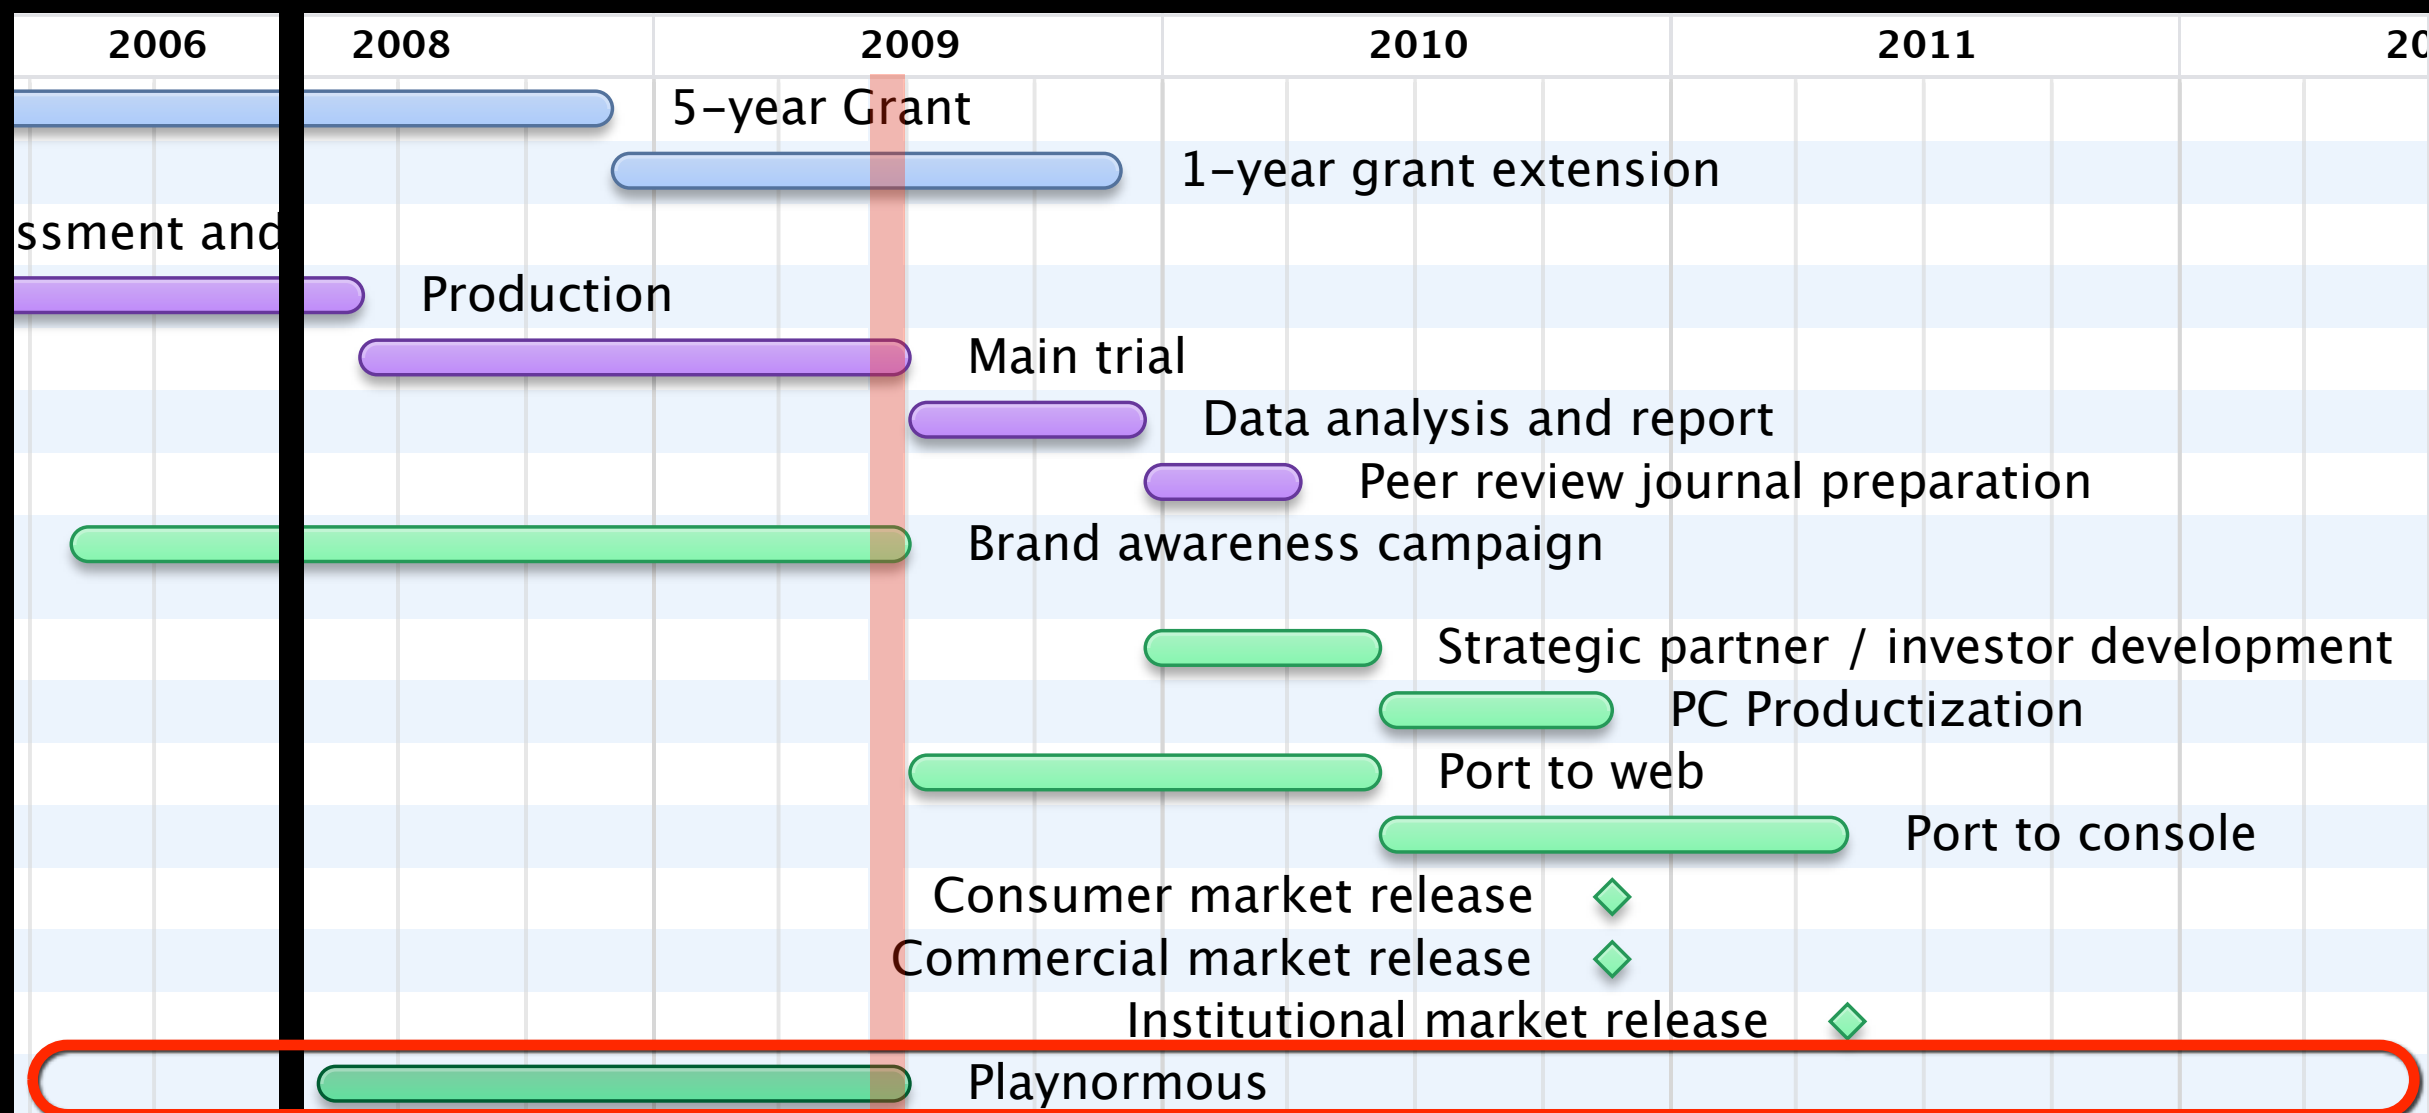 2006 2008 2009 2010 2011 20
5-year Grant
1-year grant extension
ssment and
Production
Main trial
Data analysis and report
Peer review journal preparation
Brand awareness campaign
Strategic partner / investor development
PC Productization
Port to web
Port to console
Consumer market release
Commercial market release
Institutional market release
Playnormous